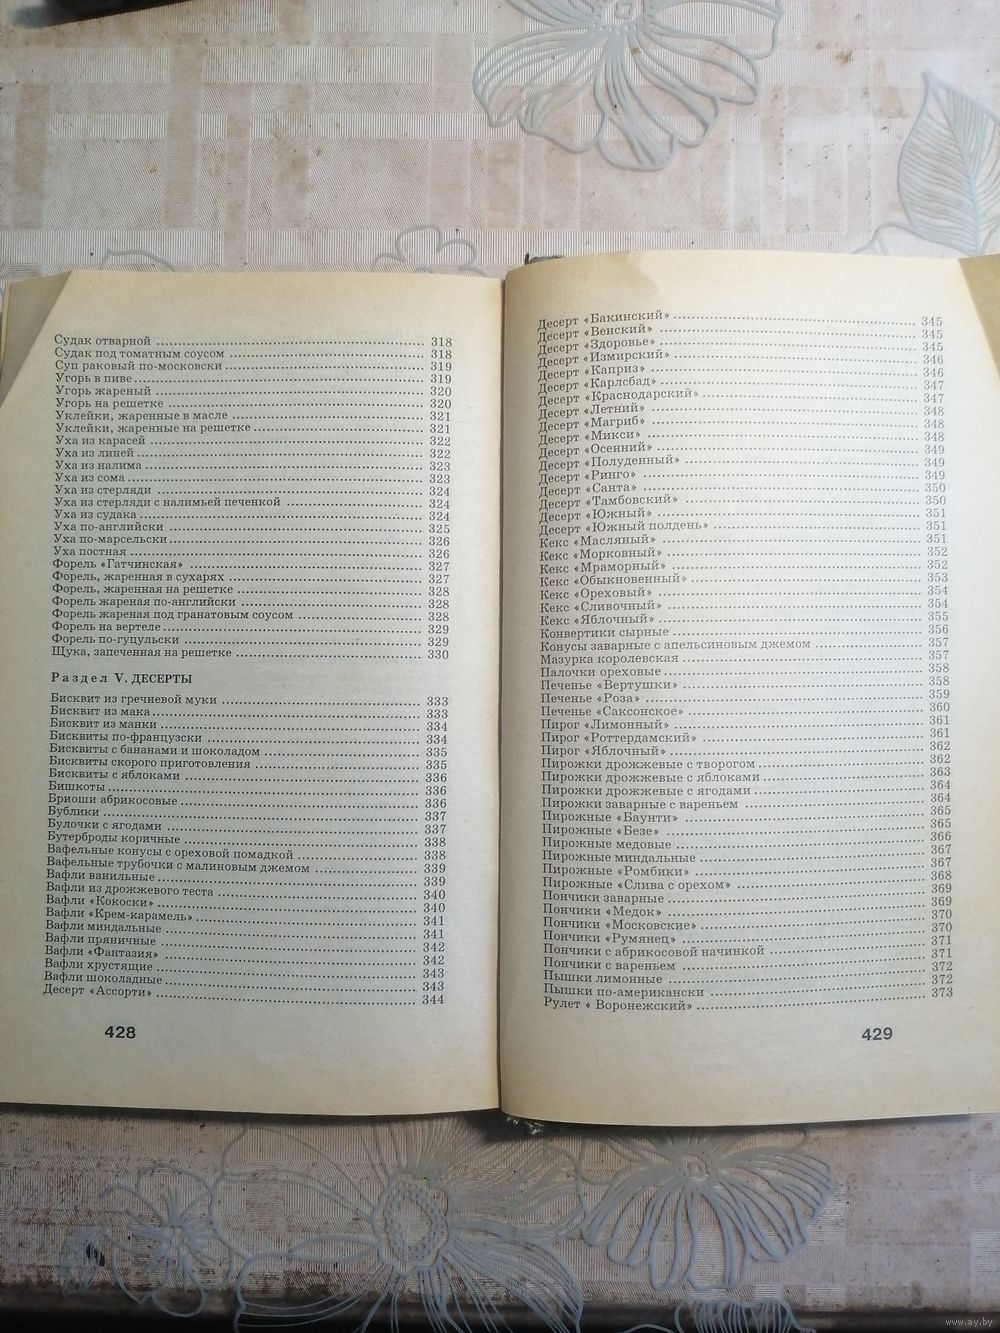 Судак отварной ........ 318
Судак под томатным соусом ........ 318
Суп раковый по-московски ........ 319
Угорь в пиве ........ 319
Угорь жареный ........ 320
Угорь на решетке ........ 320
Уклейки, жаренные в масле ........ 321
Уклейки, жаренные на решетке ........ 321
Уха из карасей ........ 322
Уха из линей ........ 322
Уха из налима ........ 323
Уха из сома ........ 323
Уха из стерляди ........ 324
Уха из стерляди с налимьей печенкой ........ 324
Уха из судака ........ 324
Уха по-английски ........ 325
Уха по-марсельски ........ 326
Уха постная ........ 326
Форель «Гатчинская» ........ 327
Форель, жаренная в сухарях ........ 327
Форель, жаренная на решетке ........ 328
Форель жареная по-английски ........ 328
Форель жареная под гранатовым соусом ........ 328
Форель на вертеле ........ 329
Форель по-гуцульски ........ 329
Щука, запеченная на решетке ........ 330
Раздел V. ДЕСЕРТЫ
Бисквит из гречневой муки ........ 333
Бисквит из мака ........ 333
Бисквит из манки ........ 334
Бисквиты по-французски ........ 334
Бисквиты с бананами и шоколадом ........ 335
Бисквиты скорого приготовления ........ 335
Бисквиты с яблоками ........ 336
Бишкоты ........ 336
Бриоши абрикосовые ........ 336
Бублики ........ 337
Булочки с ягодами ........ 337
Бутерброды коричные ........ 338
Вафельные конусы с ореховой помадкой ........ 338
Вафельные трубочки с малиновым джемом ........ 339
Вафли ванильные ........ 339
Вафли из дрожжевого теста ........ 340
Вафли «Кокоски» ........ 340
Вафли «Крем-карамель» ........ 341
Вафли миндальные ........ 341
Вафли пряничные ........ 342
Вафли «Фантазия» ........ 342
Вафли хрустящие ........ 343
Вафли шоколадные ........ 343
Десерт «Ассорти» ........ 344
428
Десерт «Бакинский» ........ 345
Десерт «Венский» ........ 345
Десерт «Здоровье» ........ 345
Десерт «Измирский» ........ 346
Десерт «Каприз» ........ 346
Десерт «Карлсбад» ........ 347
Десерт «Краснодарский» ........ 347
Десерт «Летний» ........ 348
Десерт «Магриб» ........ 348
Десерт «Микси» ........ 348
Десерт «Осенний» ........ 349
Десерт «Полуденный» ........ 349
Десерт «Ринго» ........ 349
Десерт «Санта» ........ 350
Десерт «Тамбовский» ........ 350
Десерт «Южный» ........ 351
Десерт «Южный полдень» ........ 351
Кекс «Масляный» ........ 351
Кекс «Морковный» ........ 352
Кекс «Мраморный» ........ 352
Кекс «Обыкновенный» ........ 353
Кекс «Ореховый» ........ 354
Кекс «Сливочный» ........ 354
Кекс «Яблочный» ........ 355
Конвертики сырные ........ 356
Конусы заварные с апельсиновым джемом ........ 357
Мазурка королевская ........ 357
Палочки ореховые ........ 358
Печенье «Вертушки» ........ 358
Печенье «Роза» ........ 359
Печенье «Саксонское» ........ 360
Пирог «Лимонный» ........ 361
Пирог «Роттердамский» ........ 361
Пирог «Яблочный» ........ 362
Пирожки дрожжевые с творогом ........ 362
Пирожки дрожжевые с яблоками ........ 363
Пирожки дрожжевые с ягодами ........ 364
Пирожки заварные с вареньем ........ 364
Пирожные «Баунти» ........ 365
Пирожные «Безе» ........ 365
Пирожные медовые ........ 366
Пирожные миндальные ........ 367
Пирожные «Ромбики» ........ 367
Пирожные «Слива с орехом» ........ 368
Пончики заварные ........ 369
Пончики «Медок» ........ 369
Пончики «Московские» ........ 370
Пончики «Румянец» ........ 370
Пончики с абрикосовой начинкой ........ 371
Пончики с вареньем ........ 371
Пышки лимонные ........ 372
Пышки по-американски ........ 372
Рулет « Воронежский» ........ 373
429
www.ay.by